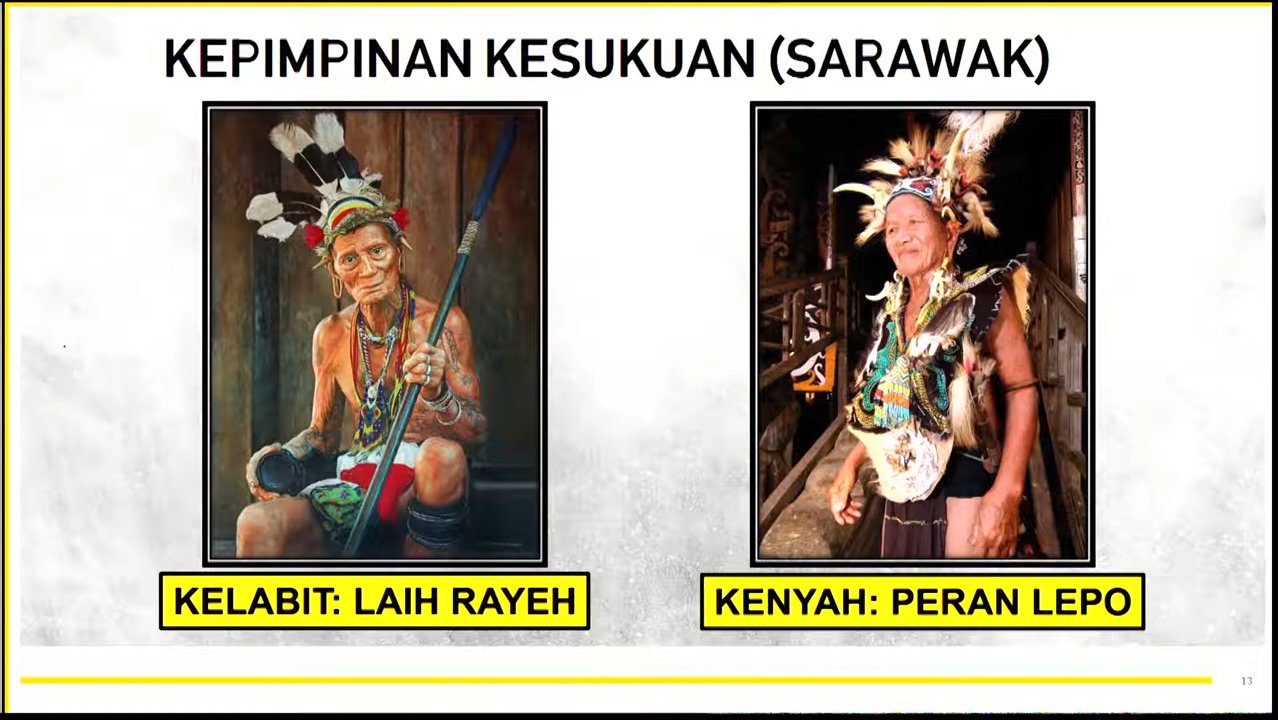 KEPIMPINAN KESUKUAN (SARAWAK)
KELABIT: LAIH RAYEH
KENYAH: PERAN LEPO
13